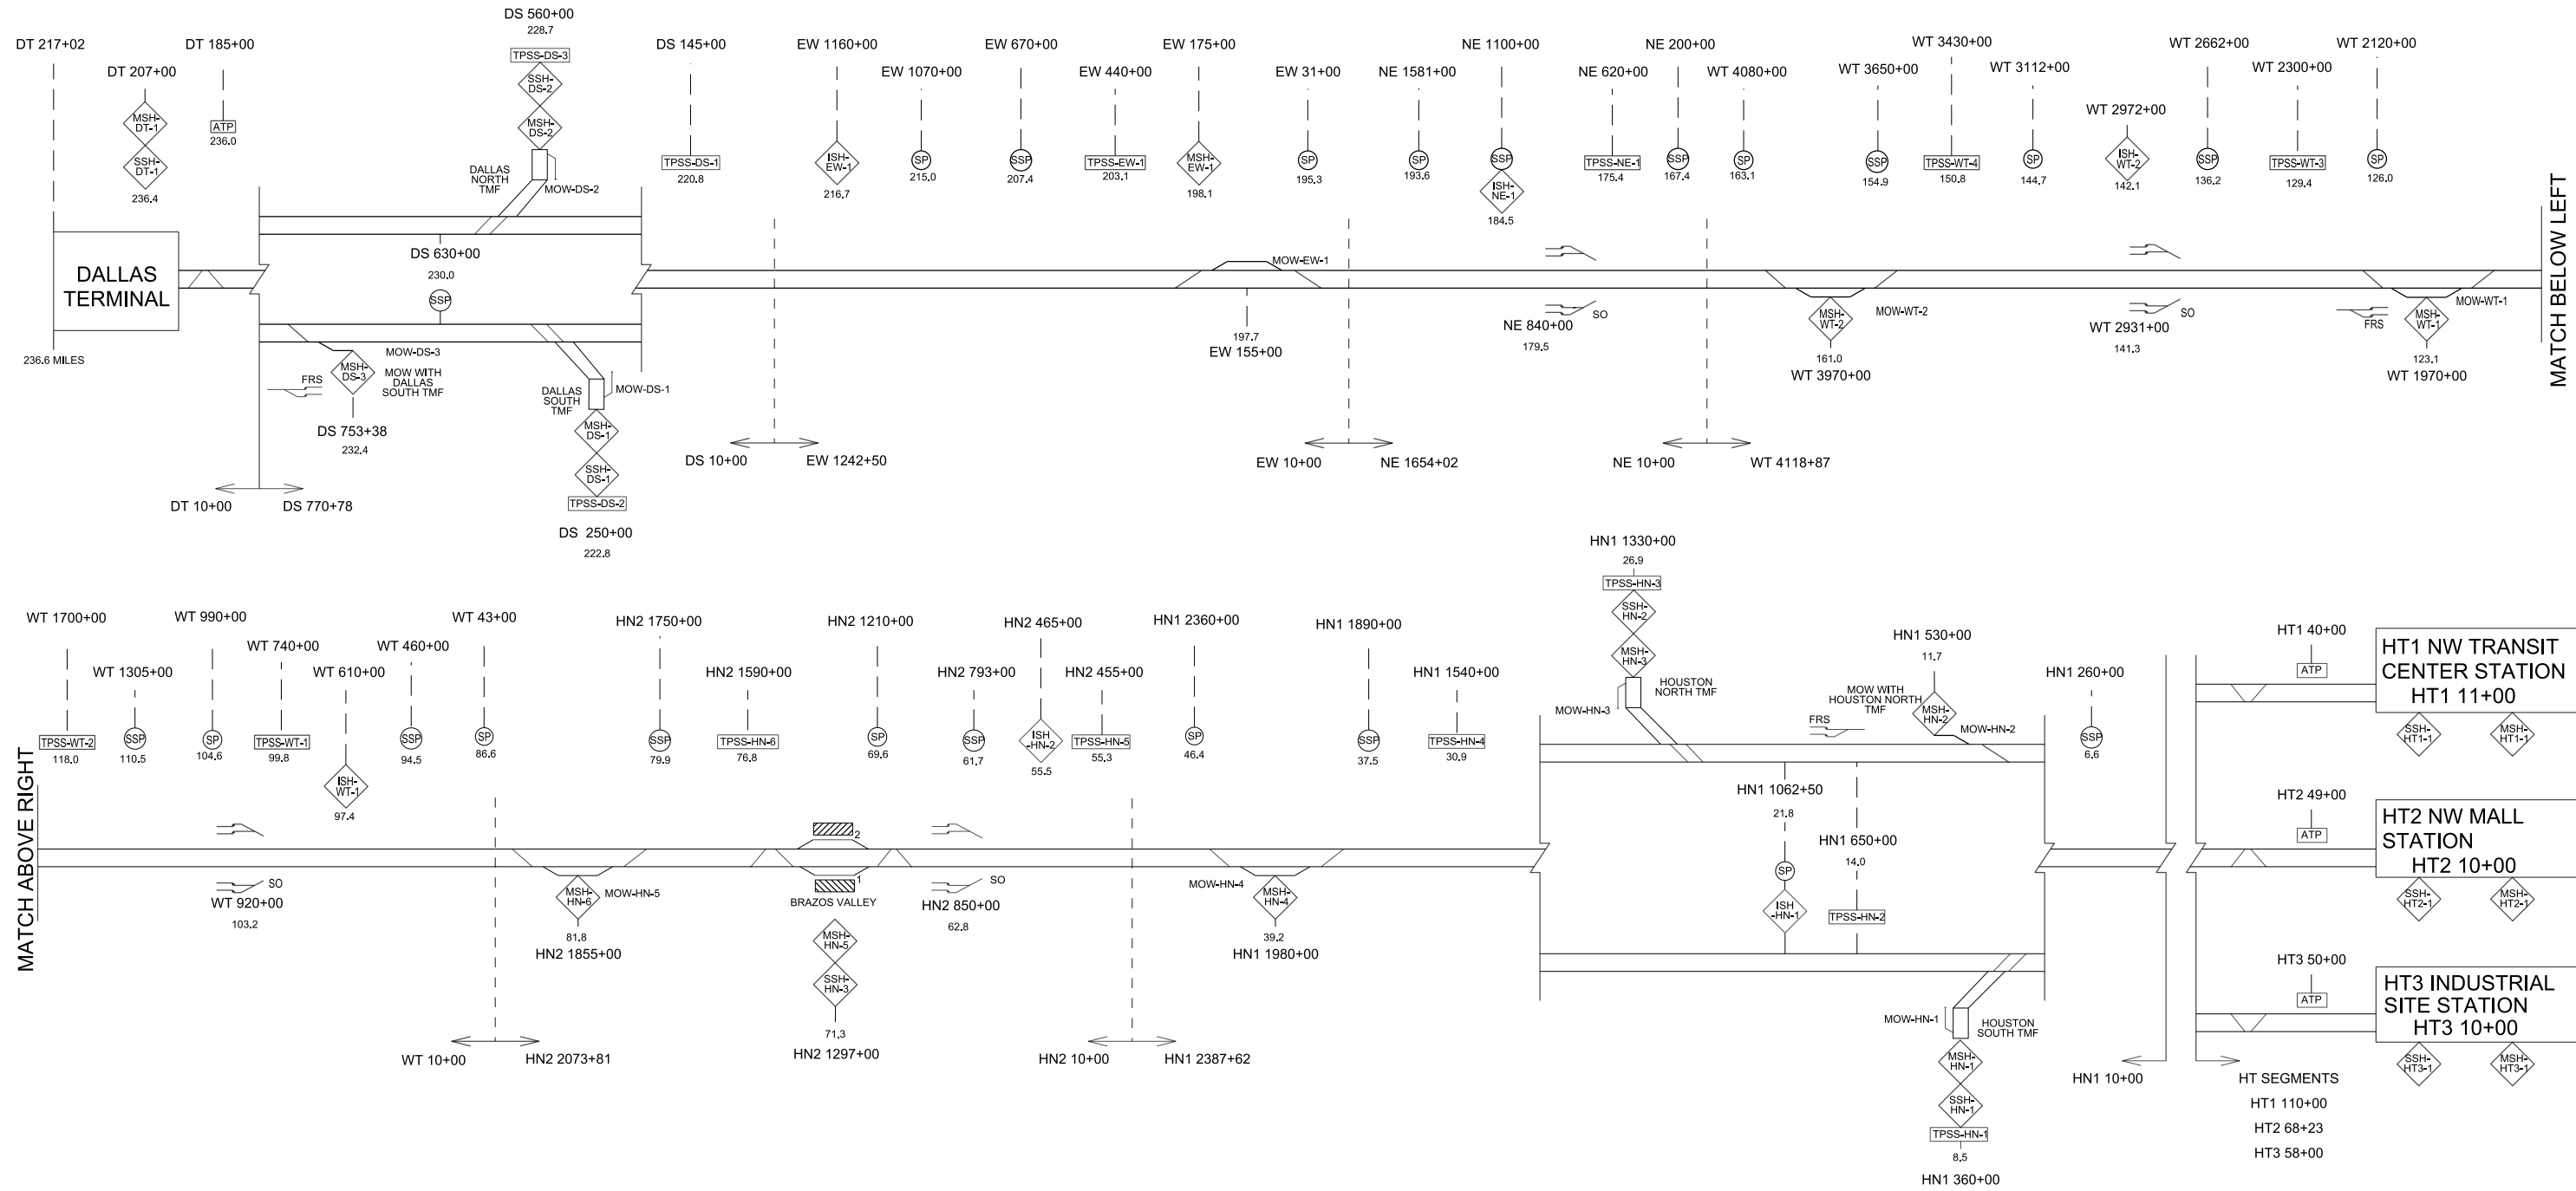 DT 217+02
236.6 MILES
DALLAS
TERMINAL
DT 207+00
MSH-
DT-1
SSH-
DT-1
236.4
DT 185+00
ATP
236.0
DS 560+00
228.7
TPSS-DS-3
SSH-
DS-2
MSH-
DS-2
DALLAS
NORTH
TMF
MOW-DS-2
DS 630+00
230.0
SSP
MOW-DS-3
MSH-
DS-3
MOW WITH
DALLAS
SOUTH TMF
FRS
DS 753+38
232.4
DT 10+00
DS 770+78
DALLAS
SOUTH
TMF
MOW-DS-1
MSH-
DS-1
SSH-
DS-1
TPSS-DS-2
DS 250+00
222.8
DS 145+00
TPSS-DS-1
220.8
DS 10+00
EW 1242+50
EW 1160+00
ISH-
EW-1
216.7
EW 1070+00
SP
215.0
EW 670+00
SSP
207.4
EW 440+00
TPSS-EW-1
203.1
EW 175+00
MSH-
EW-1
198.1
MOW-EW-1
197.7
EW 155+00
EW 31+00
SP
195.3
EW 10+00
NE 1654+02
NE 1581+00
SP
193.6
NE 1100+00
SSP
ISH-
NE-1
184.5
NE 840+00
179.5
SO
NE 620+00
TPSS-NE-1
175.4
NE 200+00
SSP
167.4
NE 10+00
WT 4118+87
WT 4080+00
SP
163.1
MSH-
WT-2
MOW-WT-2
161.0
WT 3970+00
WT 3650+00
SSP
154.9
WT 3430+00
TPSS-WT-4
150.8
WT 3112+00
SP
144.7
WT 2972+00
ISH-
WT-2
142.1
WT 2931+00
141.3
SO
WT 2662+00
SSP
136.2
WT 2300+00
TPSS-WT-3
129.4
WT 2120+00
SP
126.0
FRS
MSH-
WT-1
MOW-WT-1
123.1
WT 1970+00
MATCH BELOW LEFT
MATCH ABOVE RIGHT
WT 1700+00
TPSS-WT-2
118.0
WT 1305+00
SSP
110.5
WT 990+00
SP
104.6
SO
WT 920+00
103.2
WT 740+00
TPSS-WT-1
99.8
WT 610+00
ISH-
WT-1
97.4
WT 460+00
SSP
94.5
WT 43+00
SP
86.6
WT 10+00
HN2 2073+81
MSH-
HN-6
MOW-HN-5
81.8
HN2 1855+00
HN2 1750+00
SSP
79.9
HN2 1590+00
TPSS-HN-6
76.8
2
1
BRAZOS VALLEY
MSH-
HN-5
SSH-
HN-3
71.3
HN2 1297+00
HN2 1210+00
SP
69.6
SO
HN2 850+00
62.8
HN2 793+00
SSP
61.7
HN2 465+00
ISH
-HN-2
55.5
HN2 455+00
TPSS-HN-5
55.3
HN2 10+00
HN1 2387+62
HN1 2360+00
SP
46.4
MOW-HN-4
MSH-
HN-4
39.2
HN1 1980+00
HN1 1890+00
SSP
37.5
HN1 1540+00
TPSS-HN-4
30.9
HN1 1330+00
26.9
TPSS-HN-3
SSH-
HN-2
MSH-
HN-3
MOW-HN-3
HOUSTON
NORTH TMF
HN1 1062+50
21.8
SP
ISH
-HN-1
HN1 650+00
14.0
TPSS-HN-2
FRS
MOW WITH
HOUSTON NORTH
TMF
HN1 530+00
11.7
MSH-
HN-2
MOW-HN-2
MOW-HN-1
HOUSTON
SOUTH TMF
MSH-
HN-1
SSH-
HN-1
TPSS-HN-1
8.5
HN1 360+00
HN1 260+00
SSP
6.6
HN1 10+00
HT SEGMENTS
HT1 110+00
HT2 68+23
HT3 58+00
HT1 40+00
ATP
HT1 NW TRANSIT
CENTER STATION
HT1 11+00
SSH-
HT1-1
MSH-
HT1-1
HT2 49+00
ATP
HT2 NW MALL
STATION
HT2 10+00
SSH-
HT2-1
MSH-
HT2-1
HT3 50+00
ATP
HT3 INDUSTRIAL
SITE STATION
HT3 10+00
SSH-
HT3-1
MSH-
HT3-1